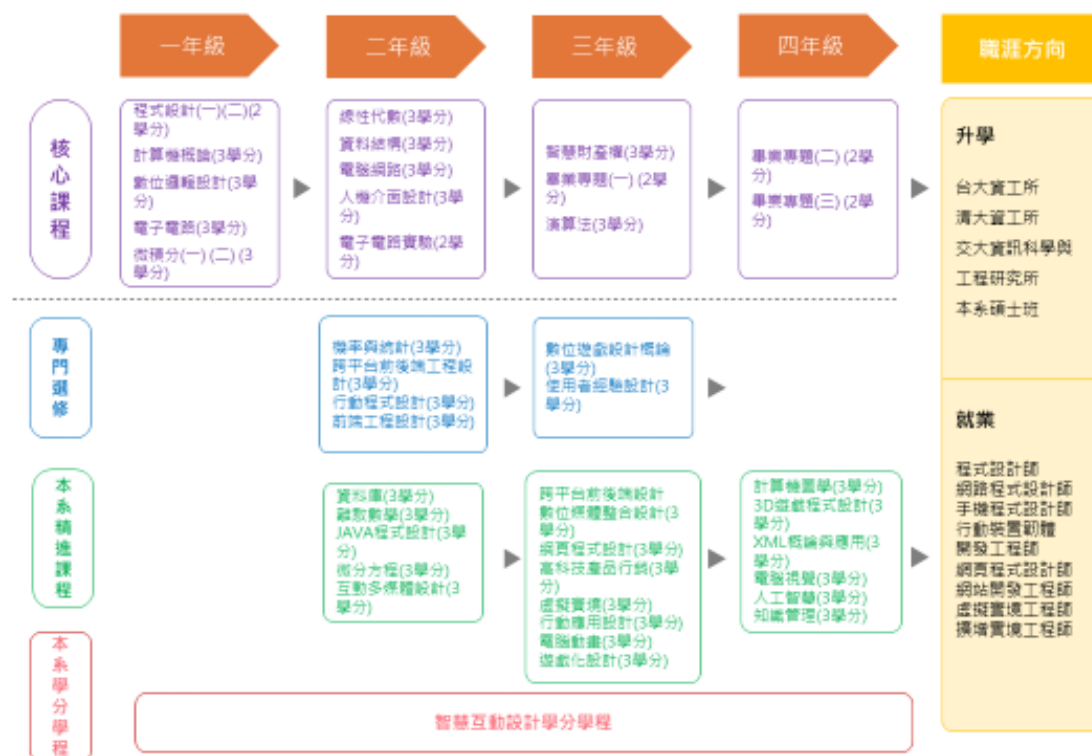 一年級
二年級
三年級
四年級
職涯方向
核心課程
程式設計(一)(二)(2
學分)
計算機概論(3學分)
數位邏輯設計(3學
分)
電子電路(3學分)
微積分(一) (二) (3
學分)
線性代數(3學分)
資料結構(3學分)
電腦網路(3學分)
人機介面設計(3學
分)
電子電路實驗(2學
分)
智慧財產權(3學分)
畢業專題(一) (2學
分)
演算法(3學分)
畢業專題(二) (2學
分)
畢業專題(三) (2學
分)
升學
台大資工所
清大資工所
交大資訊科學與
工程研究所
本系碩士班
專門選修
機率與統計(3學分)
跨平台前後端工程設
計(3學分)
行動程式設計(3學分)
前端工程設計(3學分)
數位遊戲設計概論
(3學分)
使用者經驗設計(3
學分)
就業
程式設計師
網路程式設計師
手機程式設計師
行動裝置韌體
開發工程師
網頁程式設計師
網站開發工程師
虛擬實境工程師
擴增實境工程師
本系精進課程
資料庫(3學分)
離散數學(3學分)
JAVA程式設計(3學
分)
微分方程(3學分)
互動多媒體設計(3
學分)
跨平台前後端設計
數位媒體整合設計(3
學分)
網頁程式設計(3學分)
高科技產品行銷(3學
分)
虛擬實境(3學分)
行動應用設計(3學分)
電腦動畫(3學分)
遊戲化設計(3學分)
計算機圖學(3學分)
3D遊戲程式設計(3
學分)
XML概論與應用(3
學分)
電腦視覺(3學分)
人工智慧(3學分)
知識管理(3學分)
本系學分學程
智慧互動設計學分學程